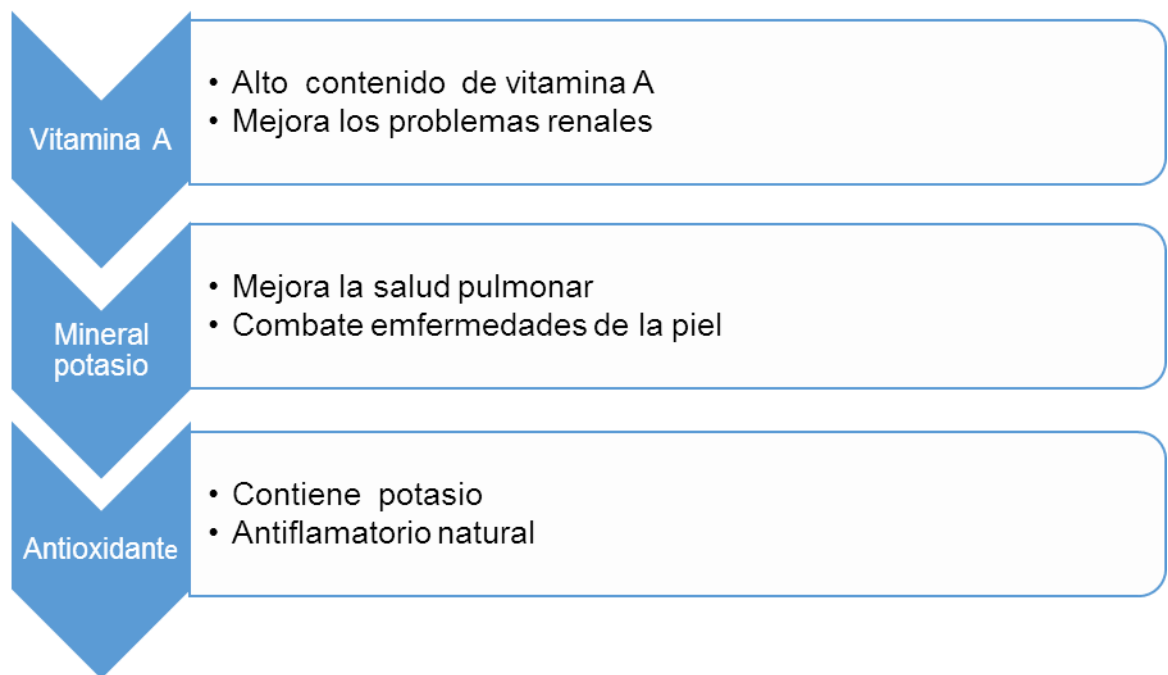 Vitamina A
• Alto contenido de vitamina A
• Mejora los problemas renales
Mineral
potasio
• Mejora la salud pulmonar
• Combate emfermedades de la piel
Antioxidante
• Contiene potasio
• Antiflamatorio natural